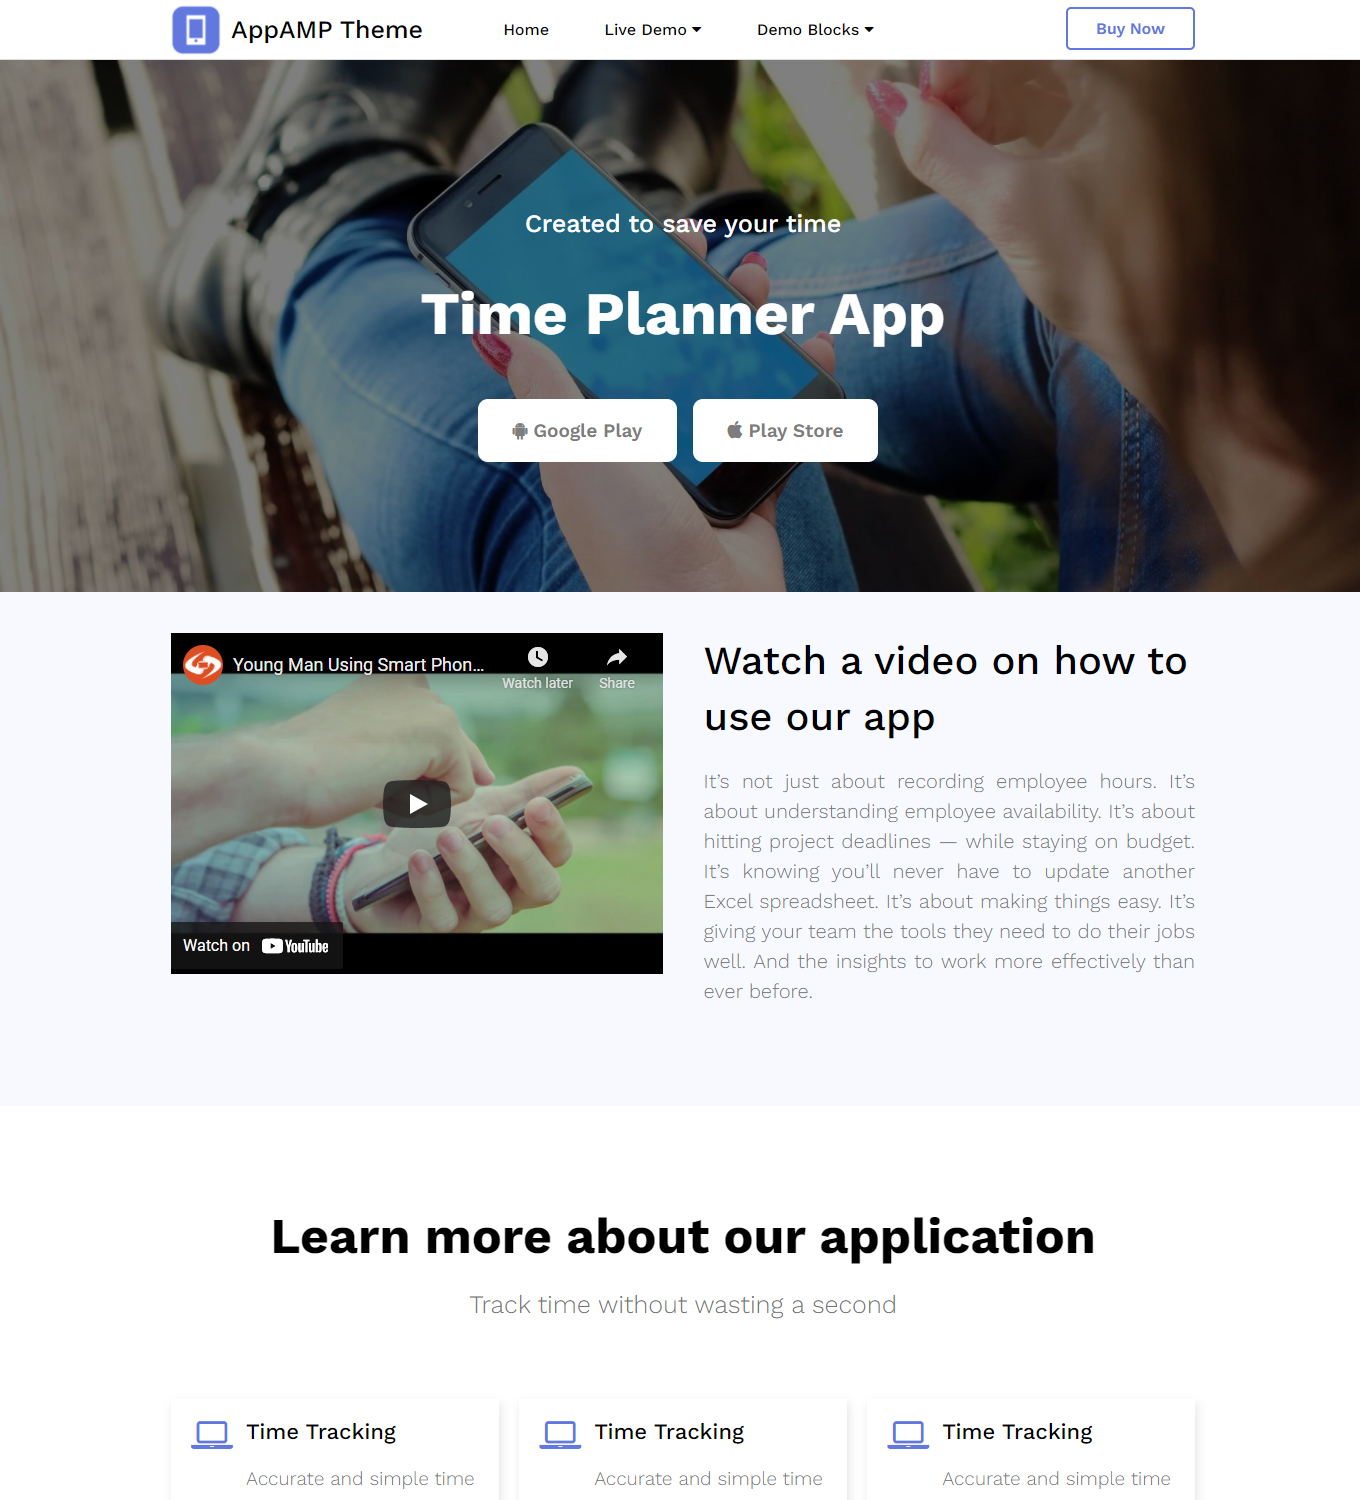 AppAMP Theme
Home
Live Demo
Demo Blocks
Buy Now
Created to save your time
Time Planner App
Google Play
Play Store
Young Man Using Smart Phon...
Watch later
Share
Watch on YouTube
Watch a video on how to
use our app
It’s not just about recording employee hours. It’s
about understanding employee availability. It’s about
hitting project deadlines — while staying on budget.
It’s knowing you’ll never have to update another
Excel spreadsheet. It’s about making things easy. It’s
giving your team the tools they need to do their jobs
well. And the insights to work more effectively than
ever before.
Learn more about our application
Track time without wasting a second
Time Tracking
Accurate and simple time
Time Tracking
Accurate and simple time
Time Tracking
Accurate and simple time